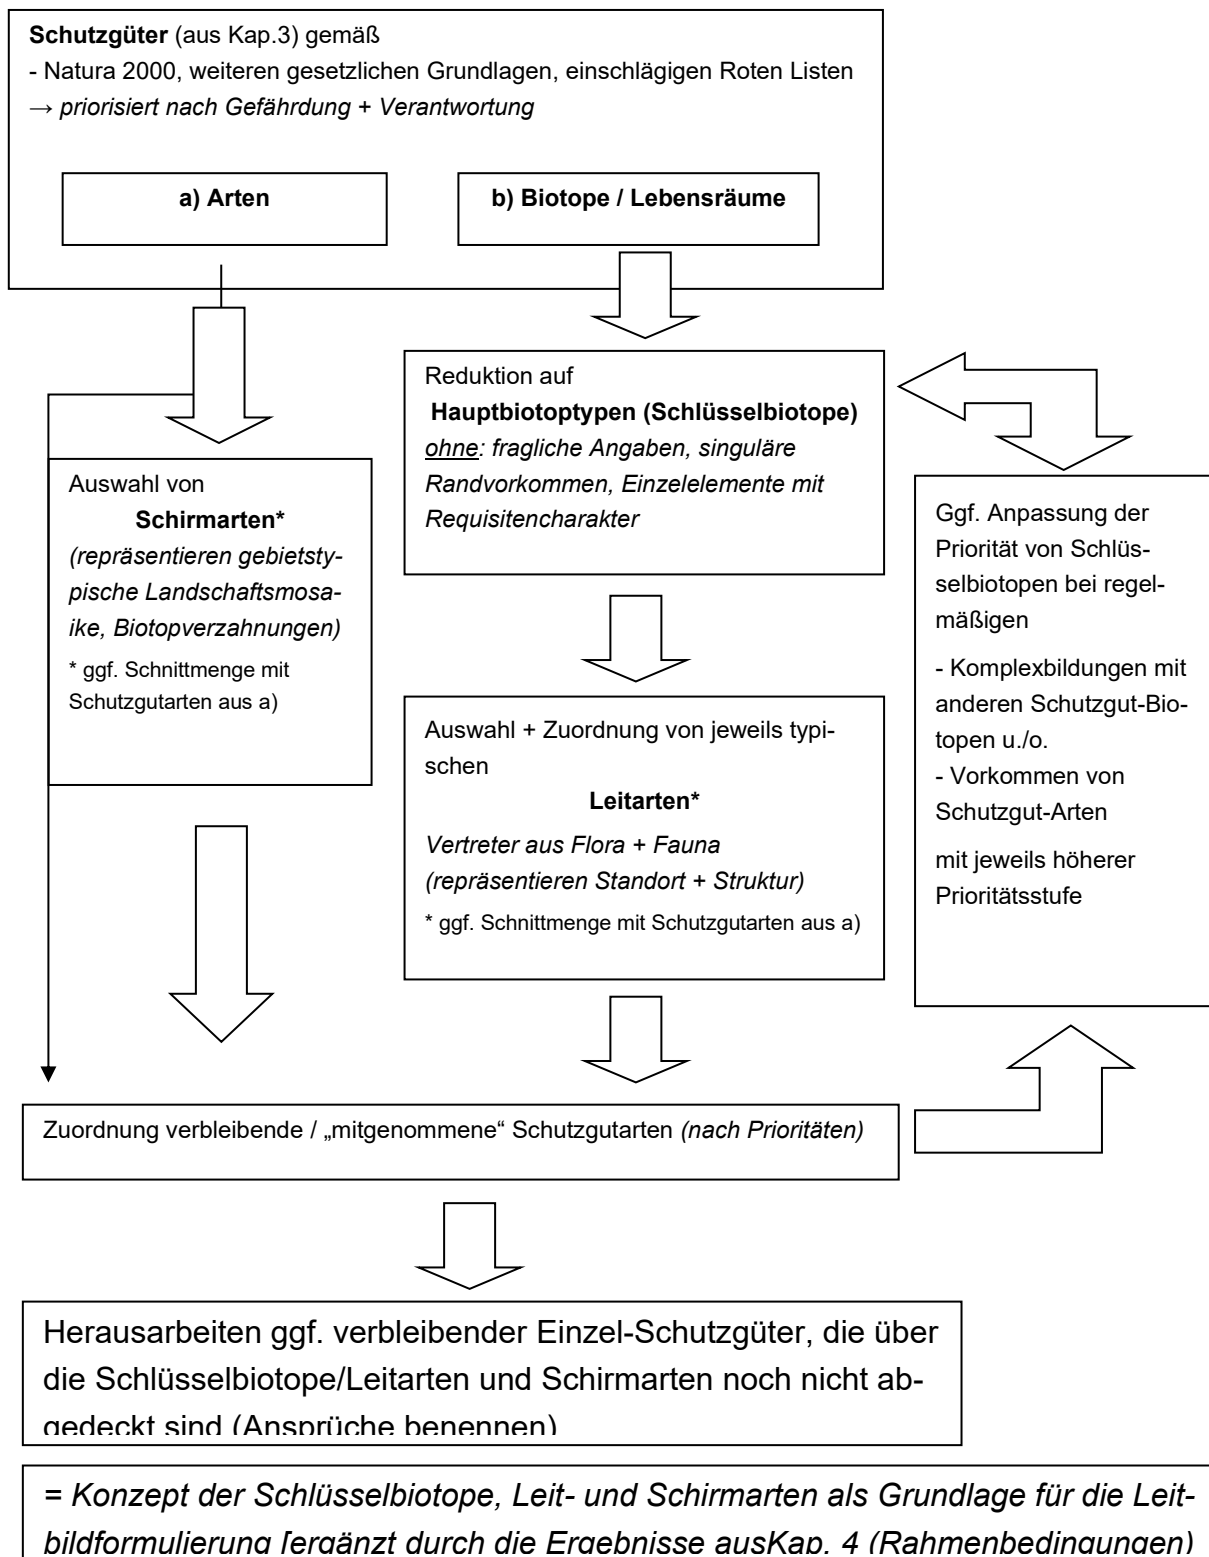 Schutzgüter (aus Kap.3) gemäß
- Natura 2000, weiteren gesetzlichen Grundlagen, einschlägigen Roten Listen
→ priorisiert nach Gefährdung + Verantwortung
a) Arten
b) Biotope / Lebensräume
Reduktion auf
Hauptbiotoptypen (Schlüsselbiotope)
ohne: fragliche Angaben, singuläre
Randvorkommen, Einzelelemente mit
Requisitencharakter
Auswahl von
Schirmarten*
(repräsentieren gebietsty-
pische Landschaftsmosa-
ike, Biotopverzahnungen)
* ggf. Schnittmenge mit
Schutzgutarten aus a)
Ggf. Anpassung der
Priorität von Schlüs-
selbiotopen bei regel-
mäßigen
- Komplexbildungen mit
anderen Schutzgut-Bio-
topen u./o.
- Vorkommen von
Schutzgut-Arten
mit jeweils höherer
Prioritätsstufe
Auswahl + Zuordnung von jeweils typi-
schen
Leitarten*
Vertreter aus Flora + Fauna
(repräsentieren Standort + Struktur)
* ggf. Schnittmenge mit Schutzgutarten aus a)
Zuordnung verbleibende / „mitgenommene“ Schutzgutarten (nach Prioritäten)
Herausarbeiten ggf. verbleibender Einzel-Schutzgüter, die über
die Schlüsselbiotope/Leitarten und Schirmarten noch nicht ab-
gedeckt sind (Ansprüche benennen)
= Konzept der Schlüsselbiotope, Leit- und Schirmarten als Grundlage für die Leit-
bildformulierung [ergänzt durch die Ergebnisse ausKap. 4 (Rahmenbedingungen)